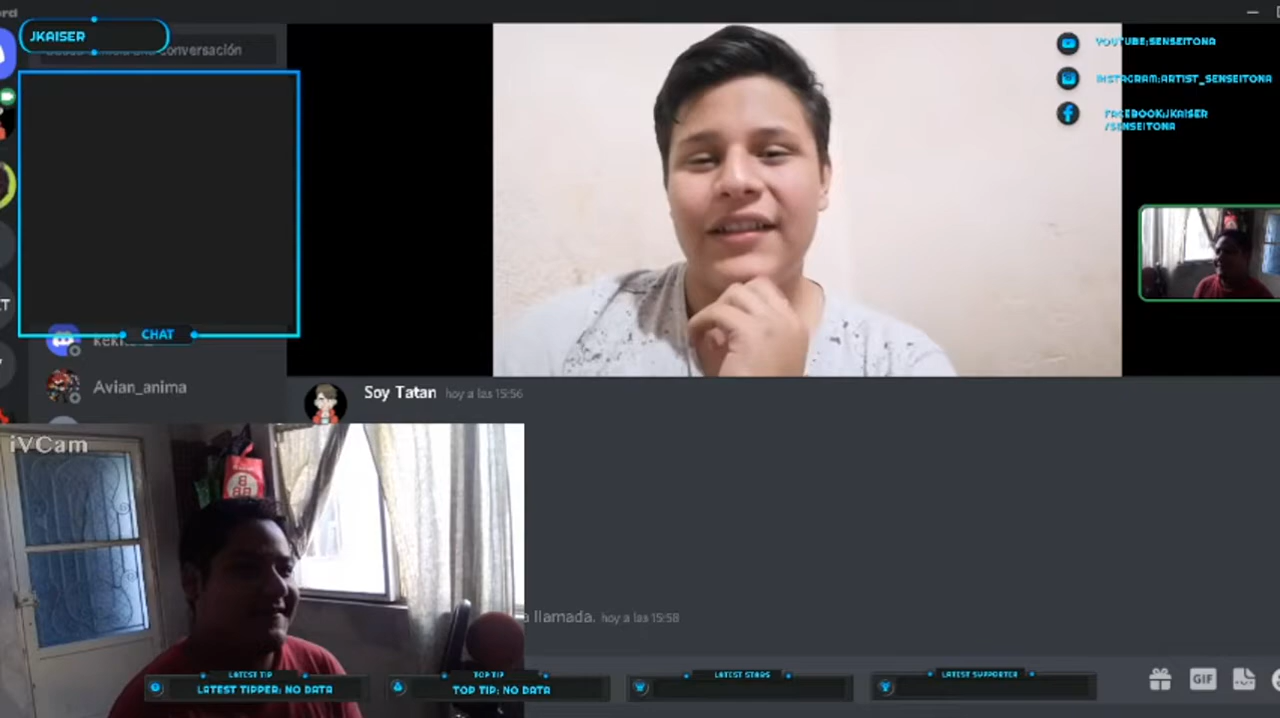 ord
JKAISER
conversación
YOUTUBE:SENSEITONA
INSTAGRAM:ARTIST_SENSEITONA
FACEBOOK:JKAISER
/SENSEITONA
CHAT
Avian_anima
Soy Tatan hoy a las 15:56
iVCam
a llamada. hoy a las 15:58
LATEST TIP
LATEST TIPPER: NO DATA
TOP TIP
TOP TIP: NO DATA
LATEST STARS
LATEST SUPPORTER
GIF